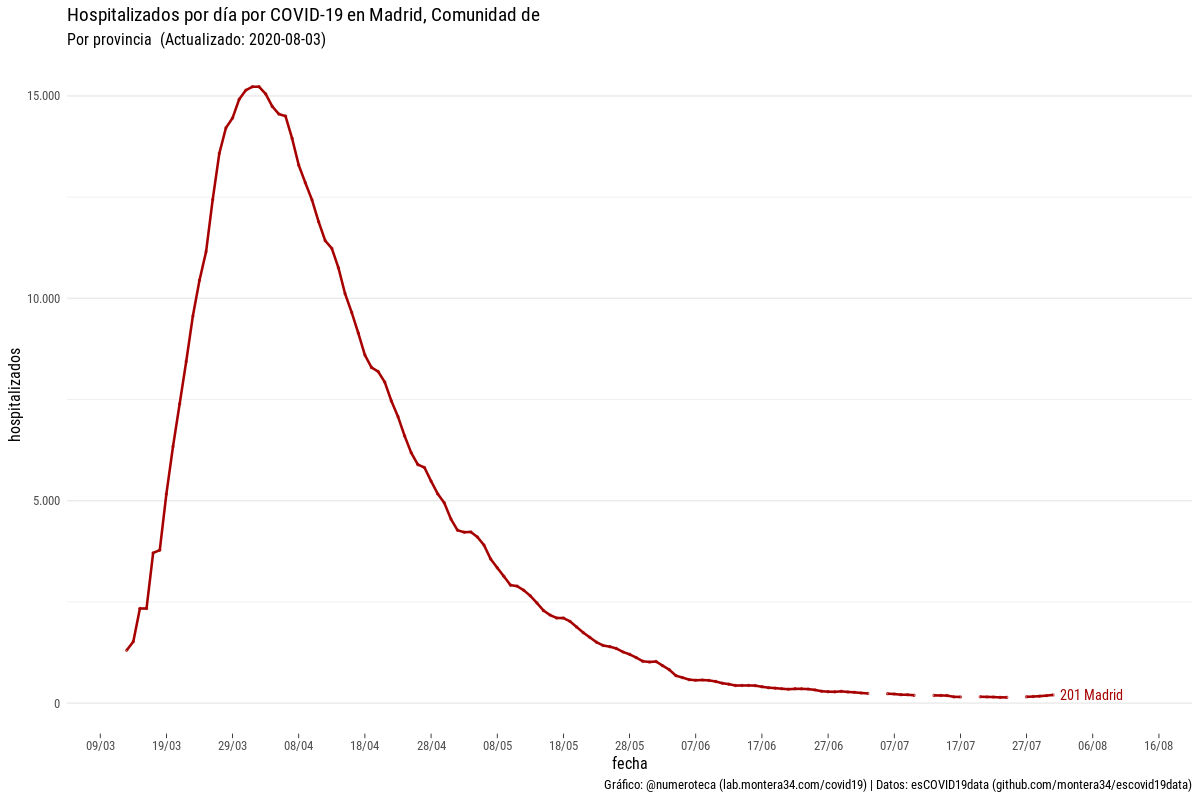 Hospitalizados por día por COVID-19 en Madrid, Comunidad de
Por provincia  (Actualizado: 2020-08-03)
hospitalizados
15.000
10.000
5.000
0
201 Madrid
09/03 19/03 29/03 08/04 18/04 28/04 08/05 18/05 28/05 07/06 17/06 27/06 07/07 17/07 27/07 06/08 16/08
fecha
Gráfico: @numeroteca (lab.montera34.com/covid19) | Datos: esCOVID19data (github.com/montera34/escovid19data)